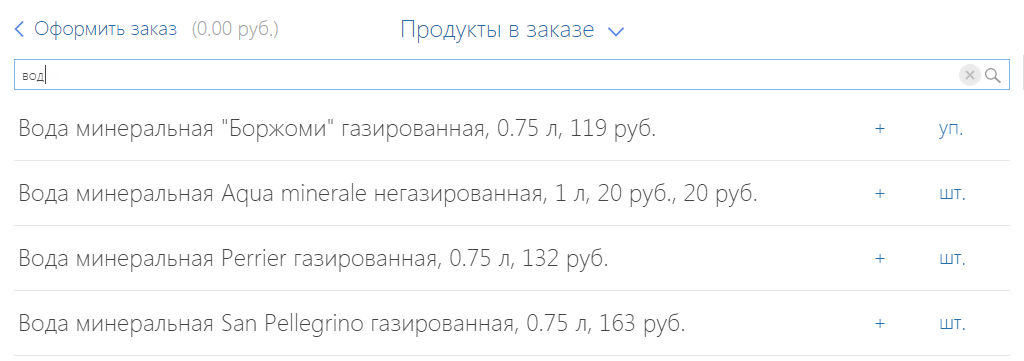 Оформить заказ (0.00 руб.) Продукты в заказе
вод
Вода минеральная "Боржоми" газированная, 0.75 л, 119 руб. + уп.
Вода минеральная Aqua minerale негазированная, 1 л, 20 руб., 20 руб. + шт.
Вода минеральная Perrier газированная, 0.75 л, 132 руб. + шт.
Вода минеральная San Pellegrino газированная, 0.75 л, 163 руб. + шт.